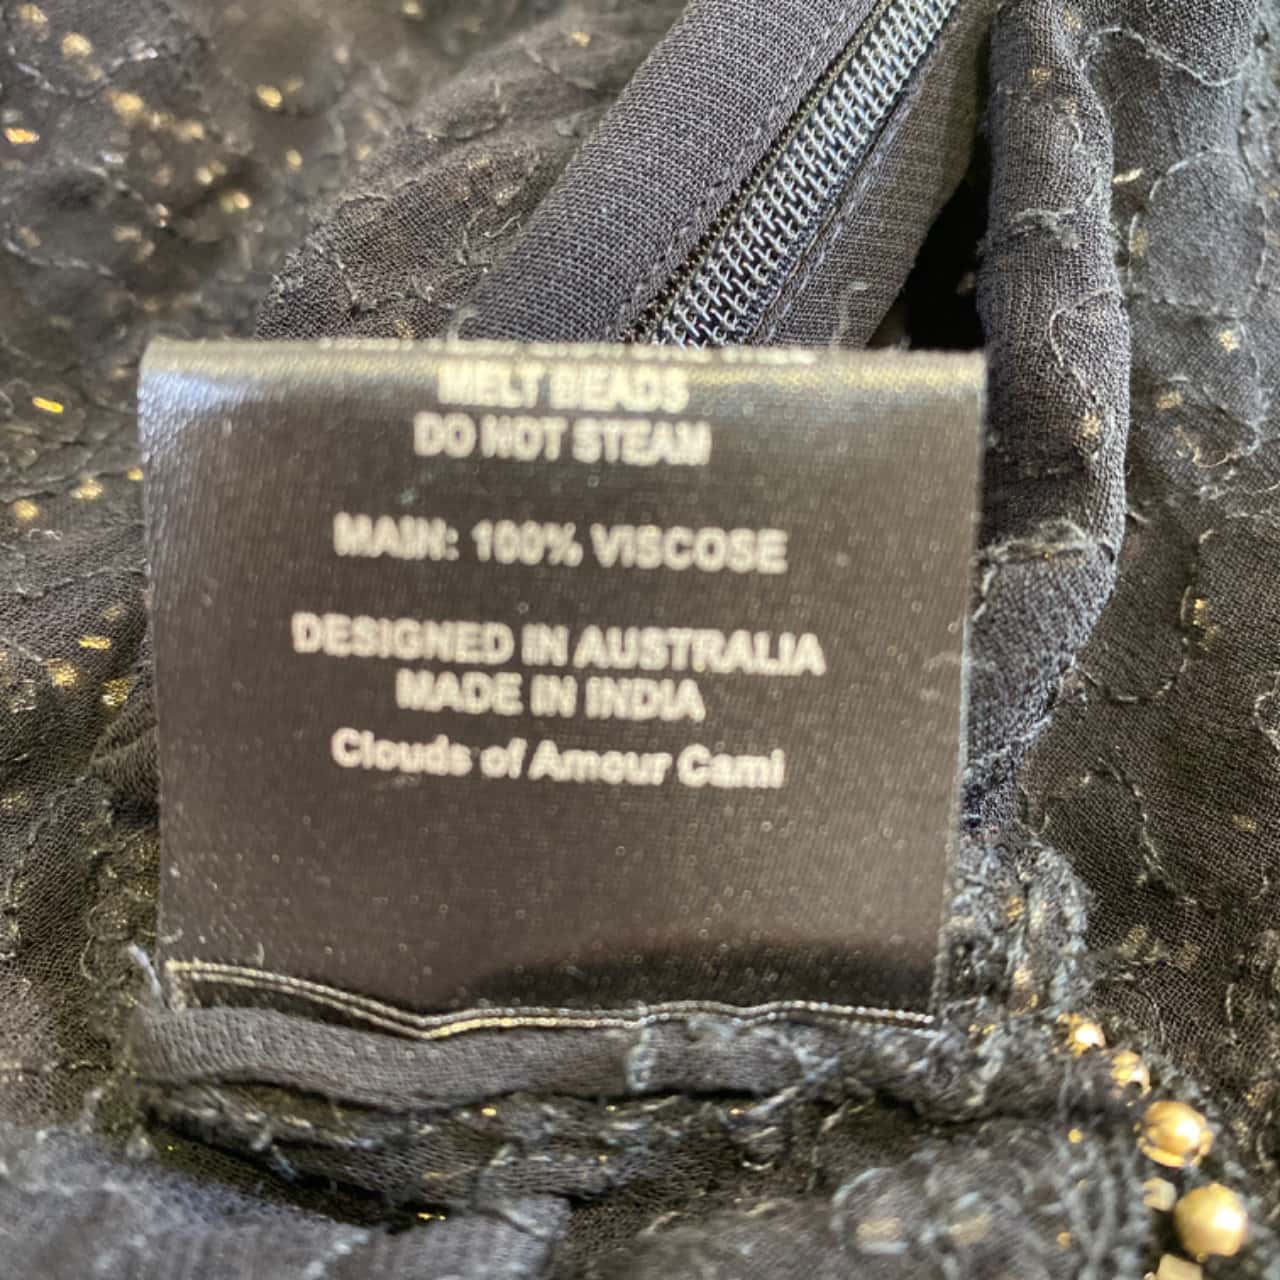 MELT BEADS
DO NOT STEAM
MAIN: 100% VISCOSE
DESIGNED IN AUSTRALIA
MADE IN INDIA
Clouds of Amour Cami